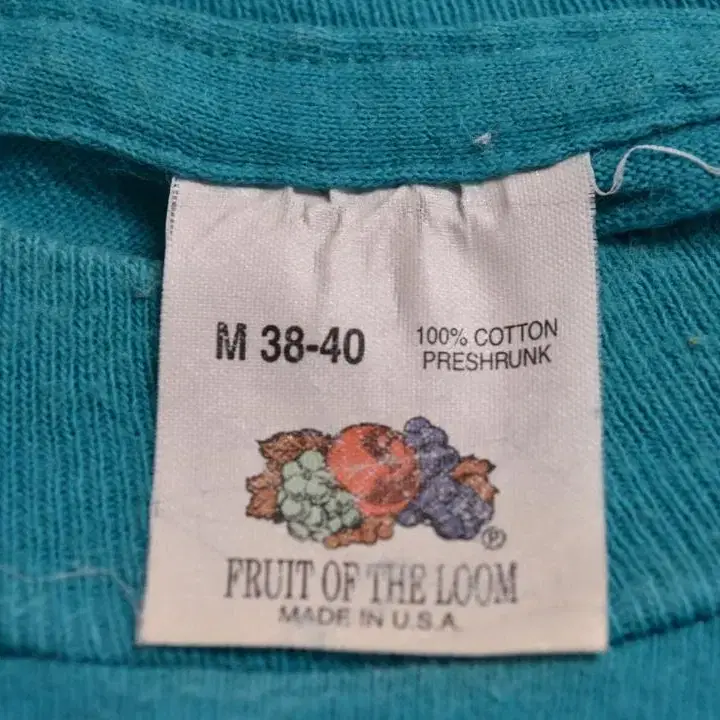 M 38-40
100% COTTON
PRESHRUNK
®
FRUIT OF THE LOOM
MADE IN U.S.A.